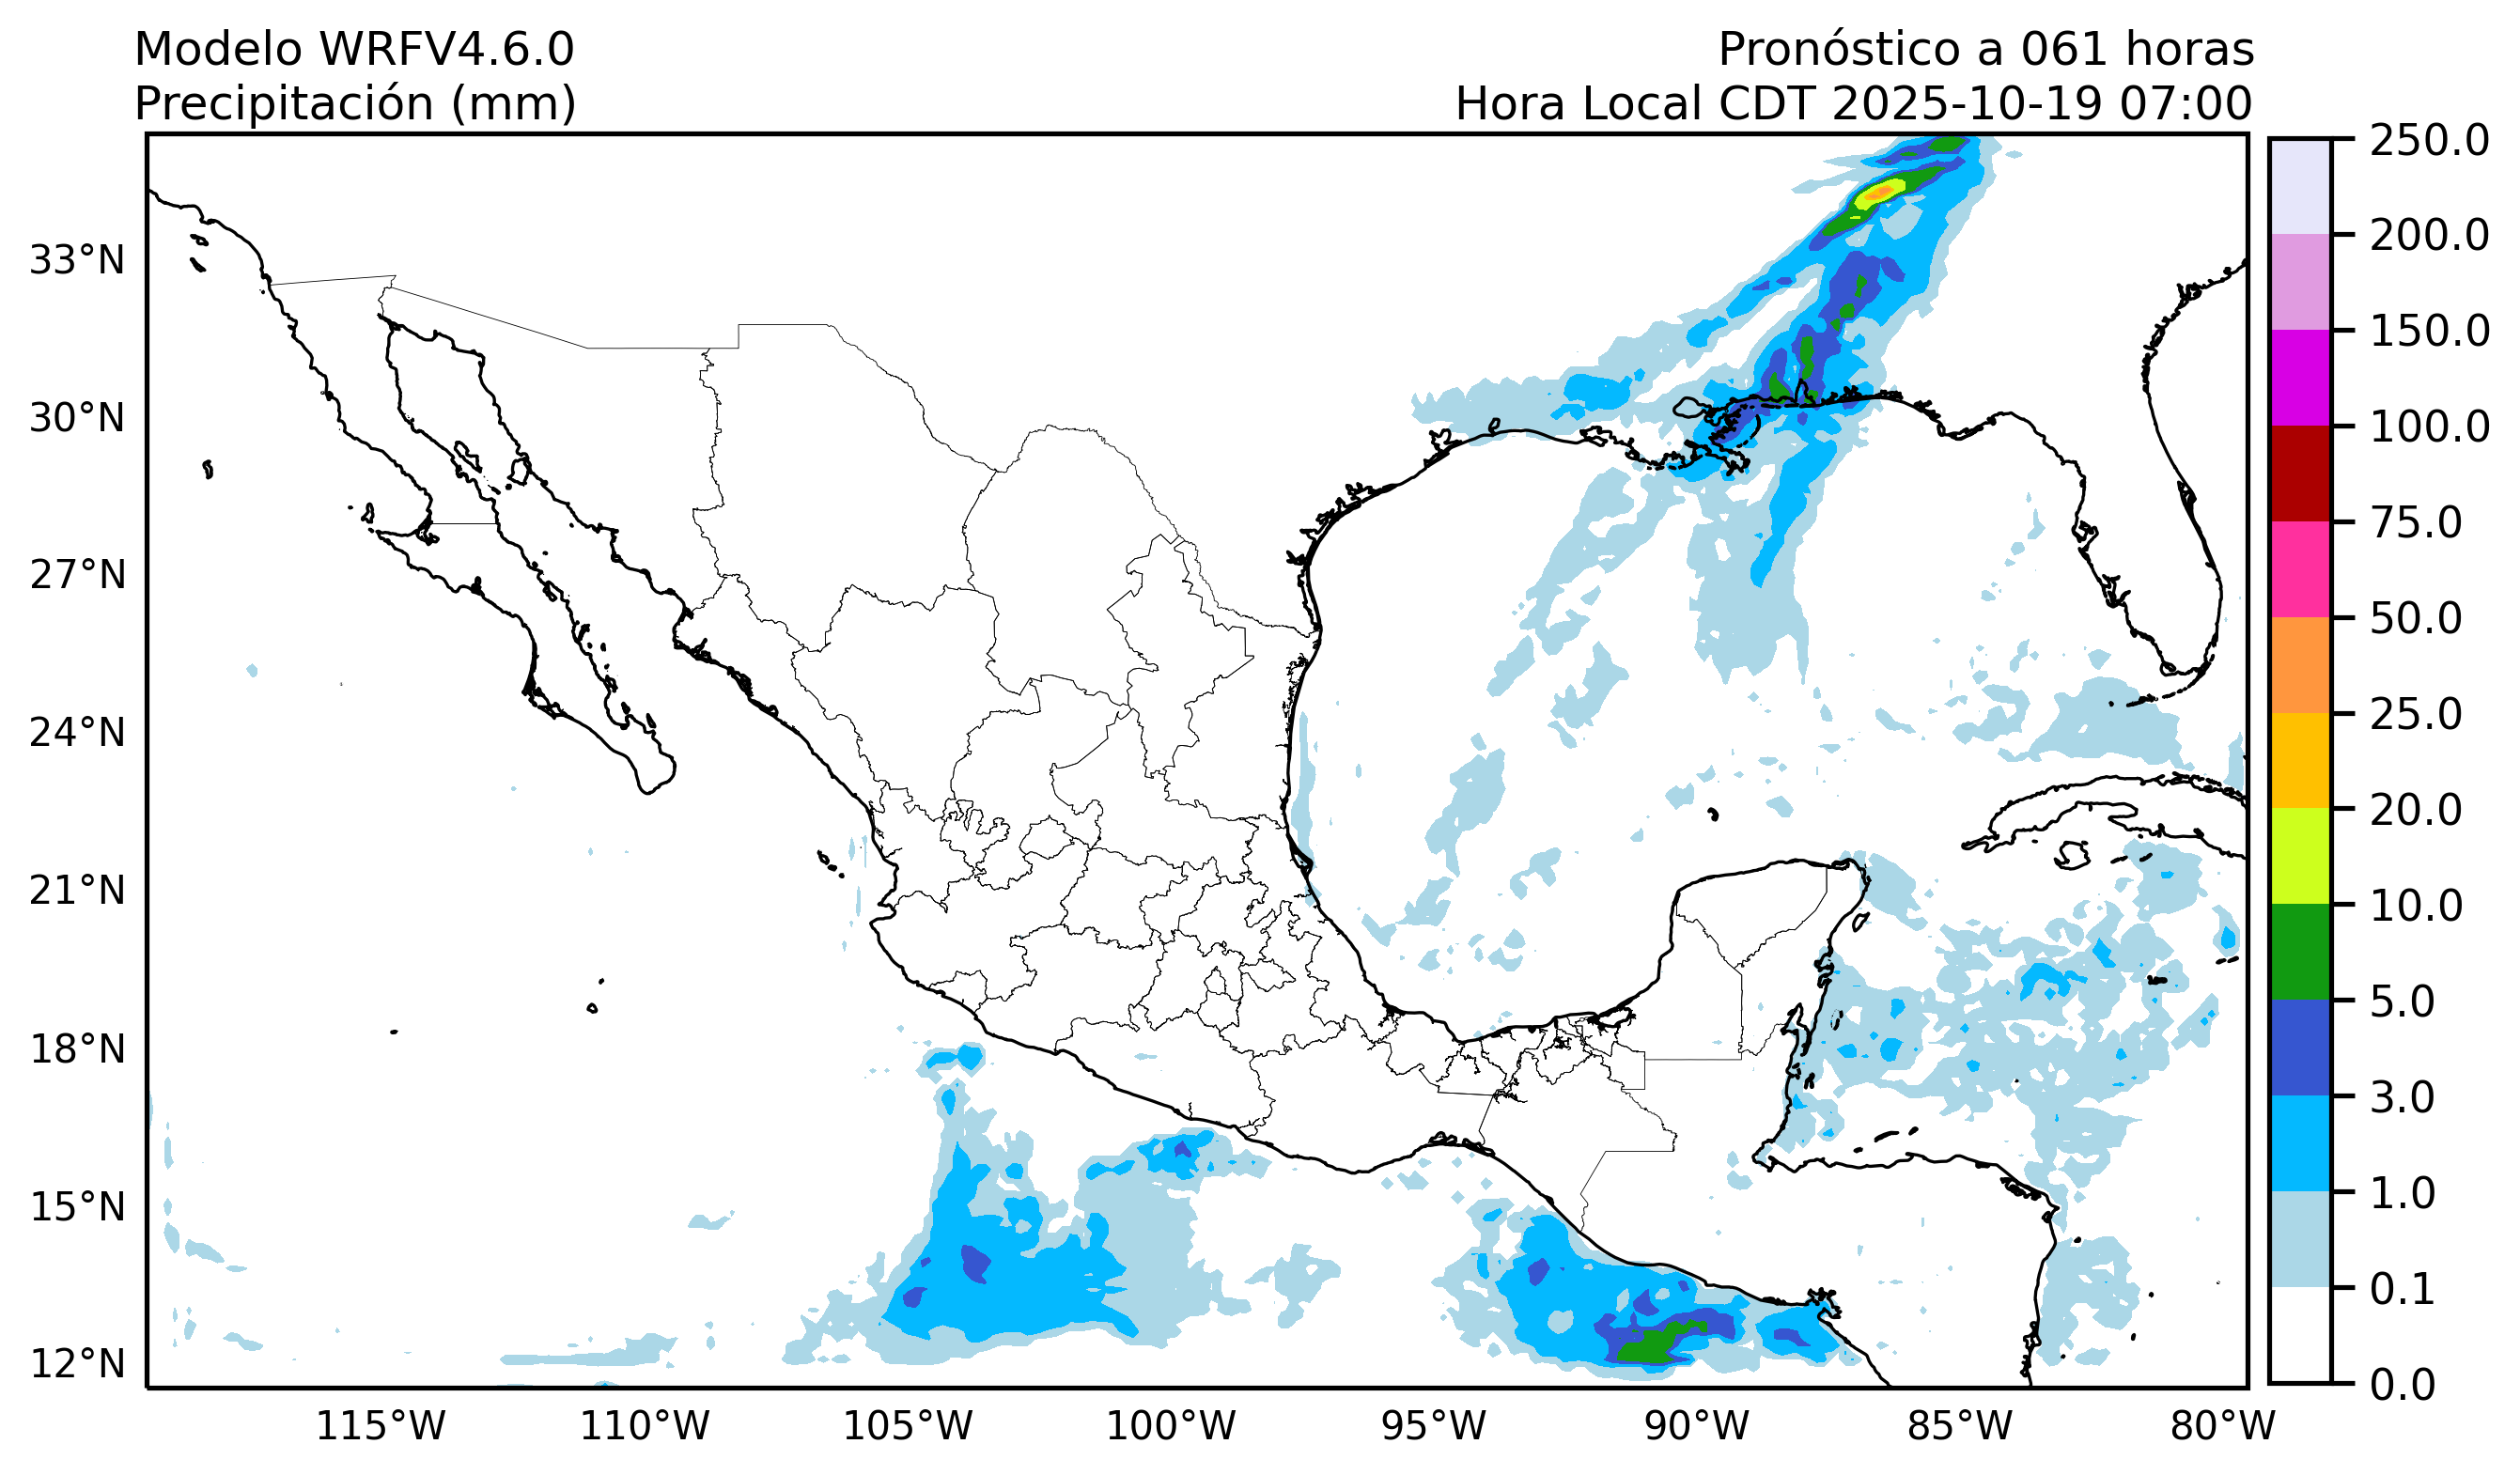 Modelo WRFV4.6.0
Precipitación (mm)
Pronóstico a 061 horas
Hora Local CDT 2025-10-19 07:00
33°N
30°N
27°N
24°N
21°N
18°N
15°N
12°N
115°W
110°W
105°W
100°W
95°W
90°W
85°W
80°W
250.0
200.0
150.0
100.0
75.0
50.0
25.0
20.0
10.0
5.0
3.0
1.0
0.1
0.0